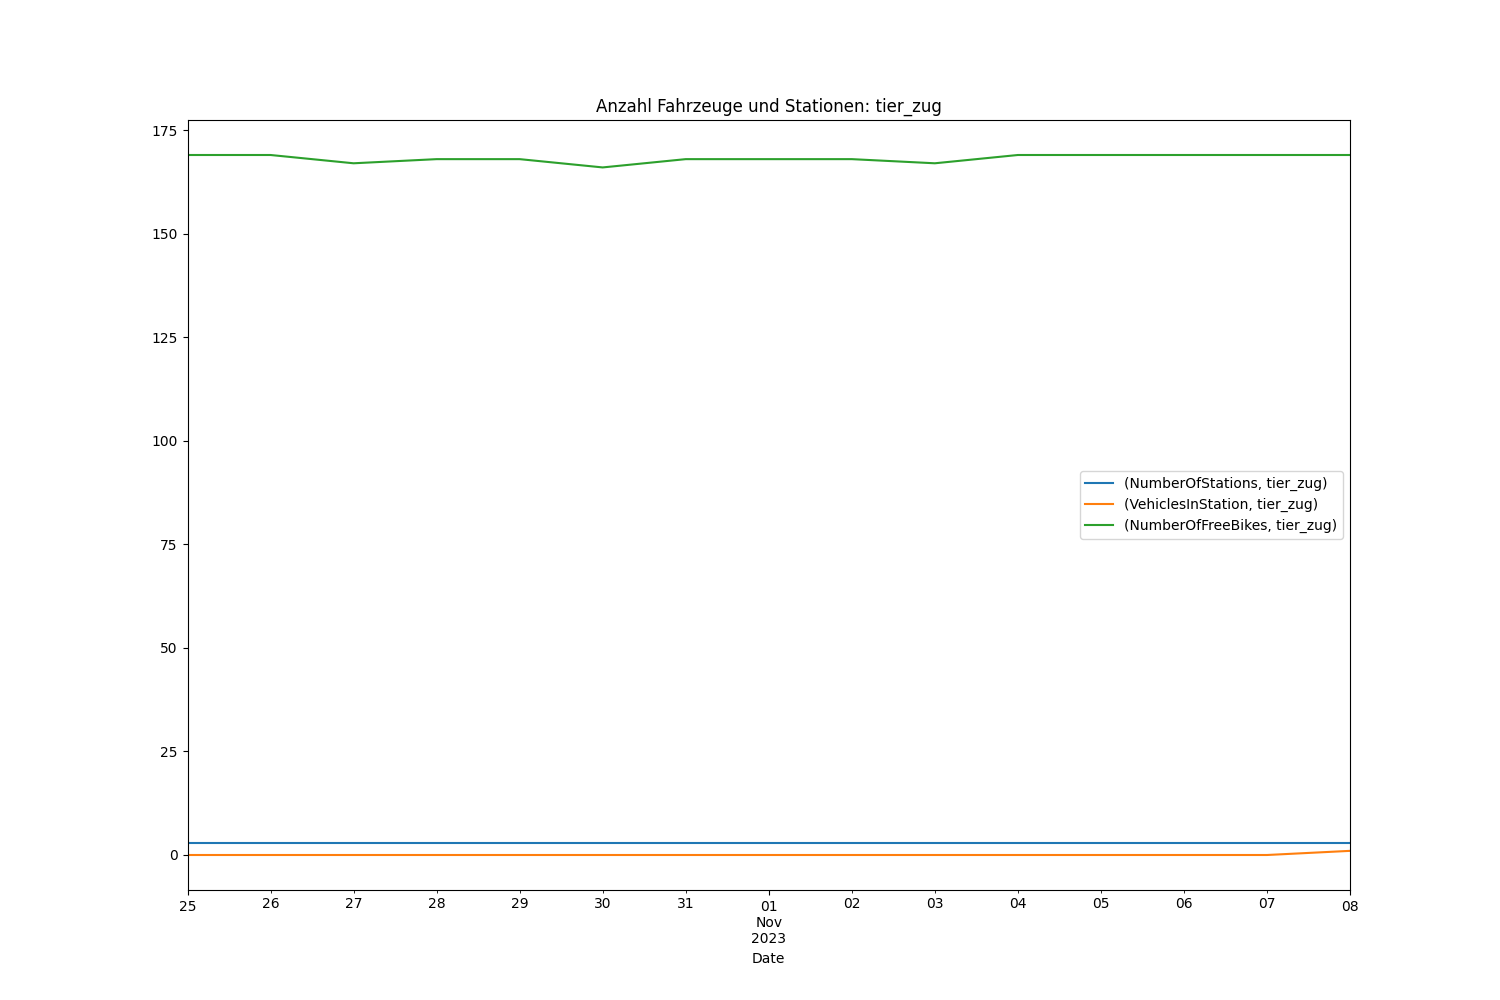 Anzahl Fahrzeuge und Stationen: tier_zug
175
150
125
100
75
50
25
0
(NumberOfStations, tier_zug)
(VehiclesInStation, tier_zug)
(NumberOfFreeBikes, tier_zug)
25 26 27 28 29 30 31 01 02 03 04 05 06 07 08
Nov
2023
Date